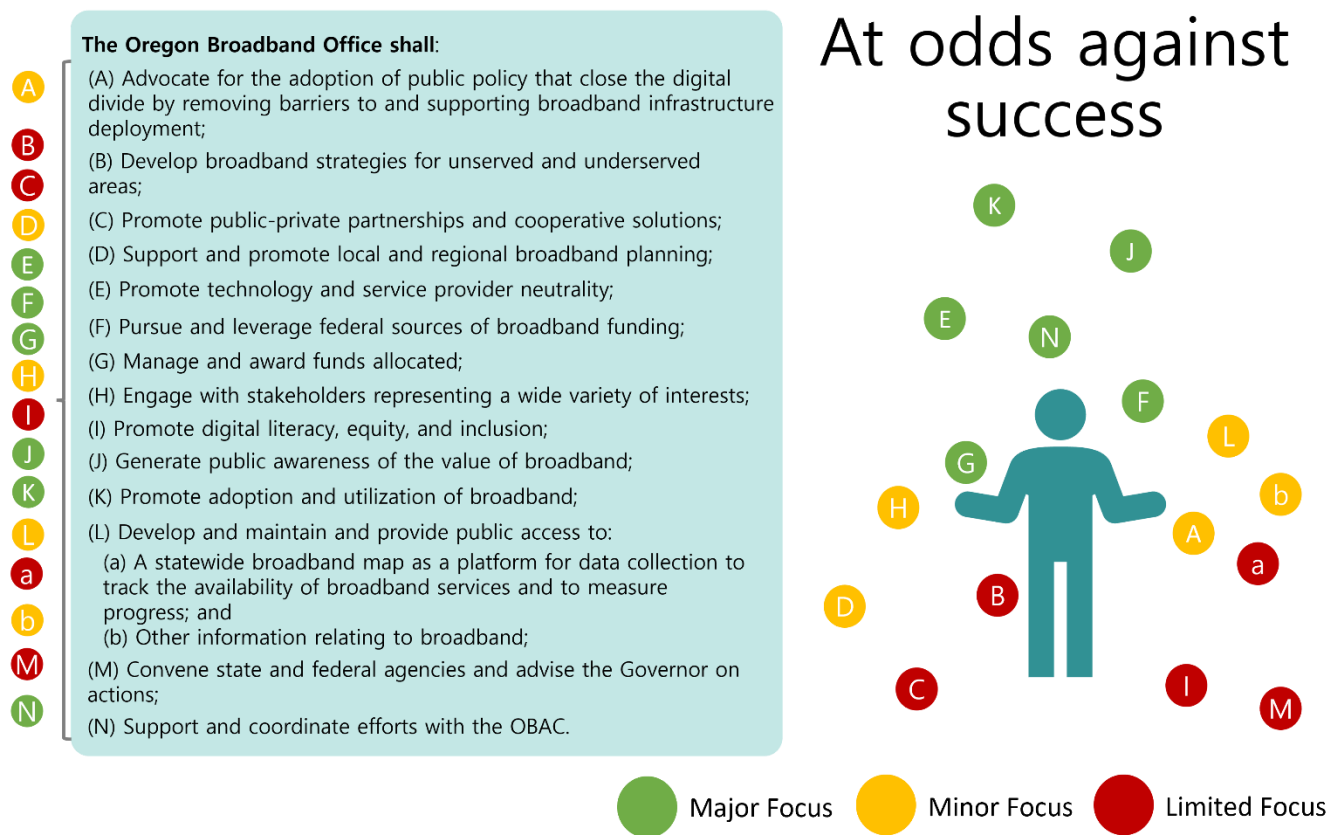 The Oregon Broadband Office shall:
(A) Advocate for the adoption of public policy that close the digital
divide by removing barriers to and supporting broadband infrastructure
deployment;
(B) Develop broadband strategies for unserved and underserved
areas;
(C) Promote public-private partnerships and cooperative solutions;
(D) Support and promote local and regional broadband planning;
(E) Promote technology and service provider neutrality;
(F) Pursue and leverage federal sources of broadband funding;
(G) Manage and award funds allocated;
(H) Engage with stakeholders representing a wide variety of interests;
(I) Promote digital literacy, equity, and inclusion;
(J) Generate public awareness of the value of broadband;
(K) Promote adoption and utilization of broadband;
(L) Develop and maintain and provide public access to:
(a) A statewide broadband map as a platform for data collection to
track the availability of broadband services and to measure
progress; and
(b) Other information relating to broadband;
(M) Convene state and federal agencies and advise the Governor on
actions;
(N) Support and coordinate efforts with the OBAC.
A
B
C
D
E
F
G
H
I
J
K
L
a
b
M
N
At odds against
success
K
J
E
N
F
L
G
b
H
A
a
B
D
C
I
M
Major Focus
Minor Focus
Limited Focus